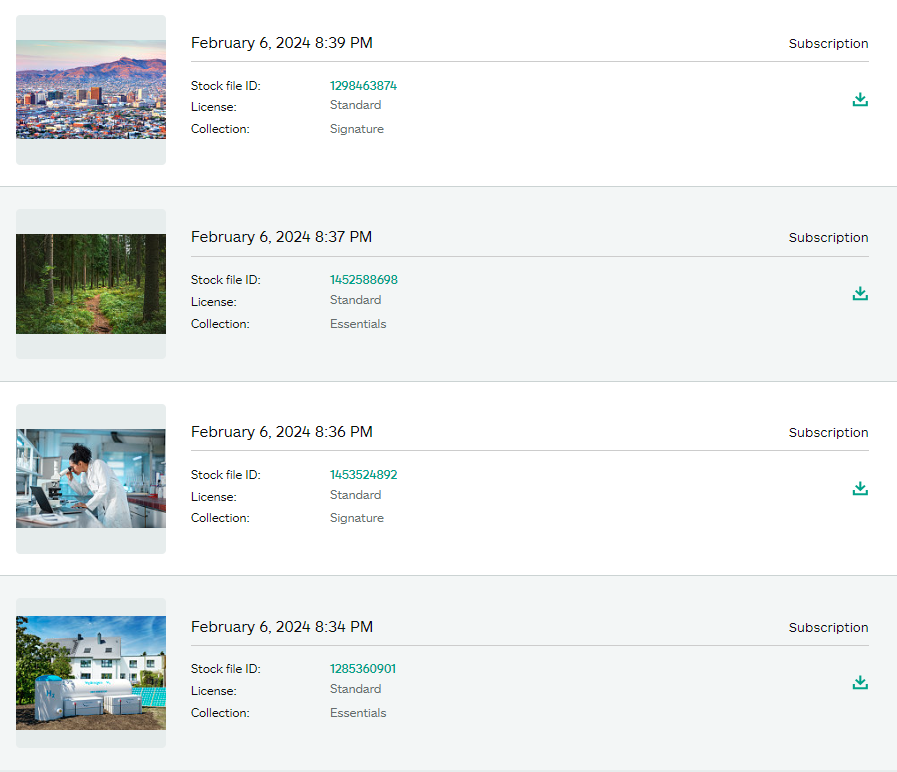 February 6, 2024 8:39 PM Subscription
Stock file ID: 1298463874
License: Standard
Collection: Signature
February 6, 2024 8:37 PM Subscription
Stock file ID: 1452588698
License: Standard
Collection: Essentials
February 6, 2024 8:36 PM Subscription
Stock file ID: 1453524892
License: Standard
Collection: Signature
February 6, 2024 8:34 PM Subscription
H₂
Stock file ID: 1285360901
License: Standard
Collection: Essentials